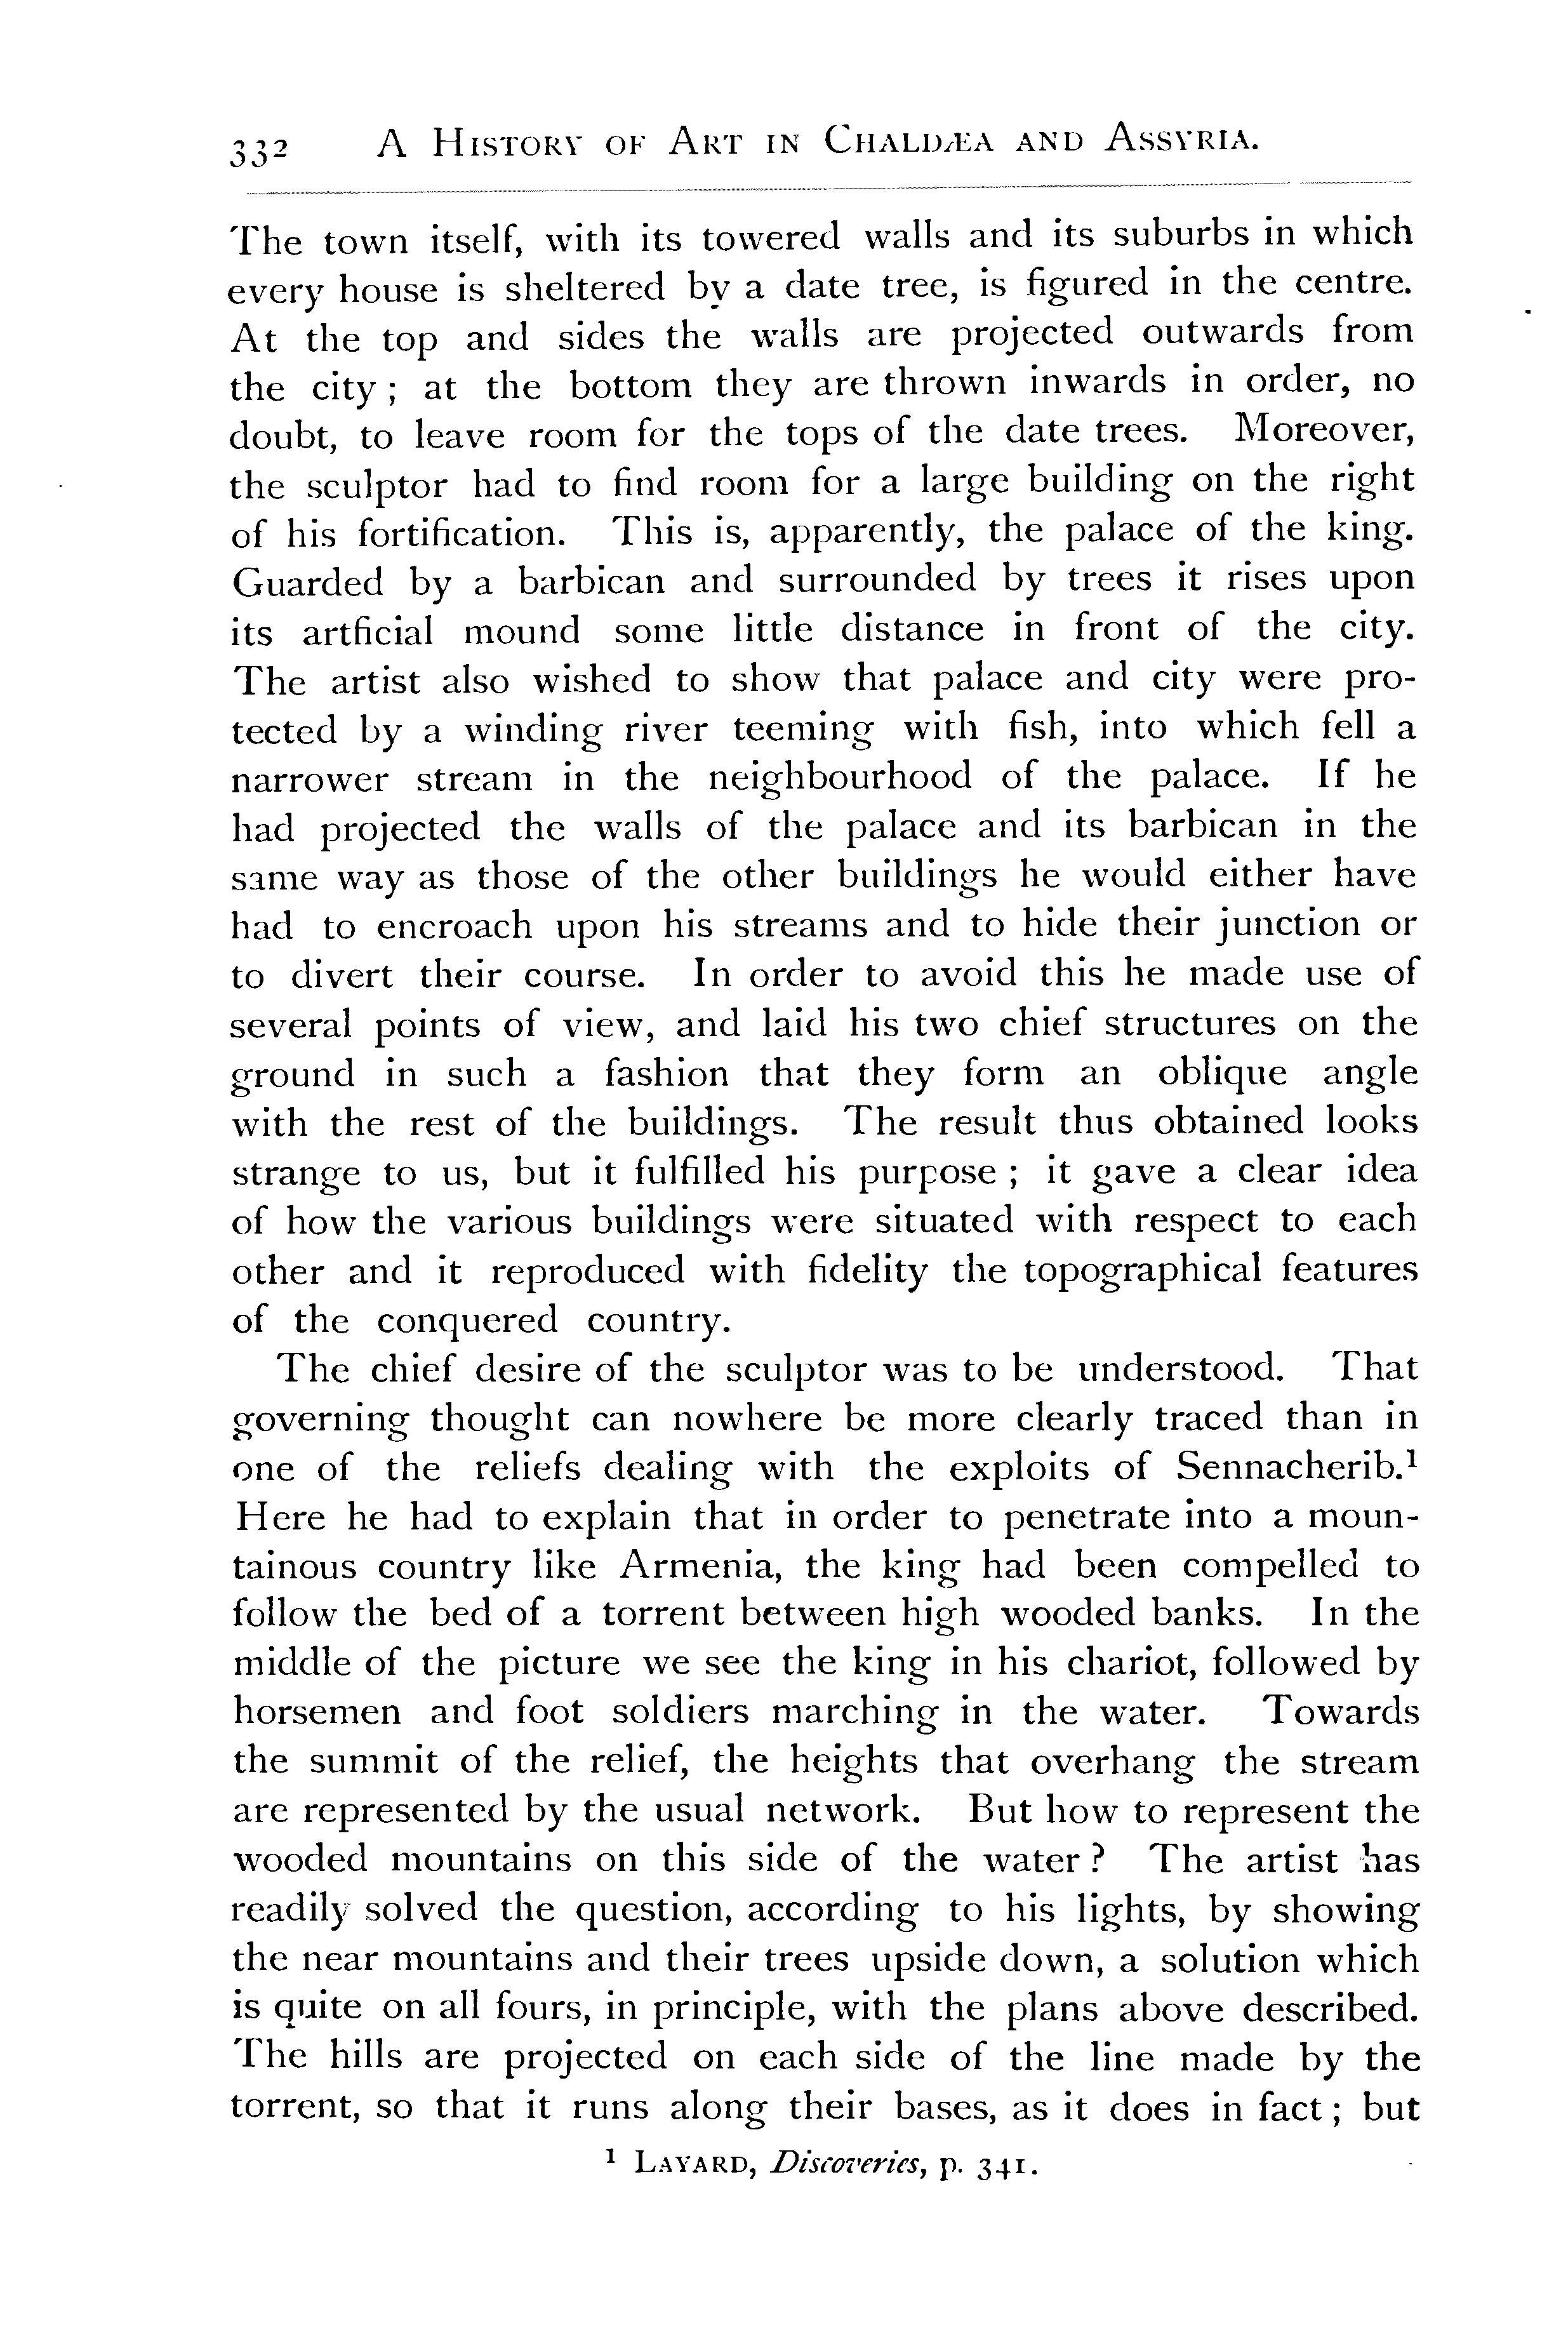 332 A HISTORY OF ART IN CHALDÆA AND ASSYRIA.
The town itself, with its towered walls and its suburbs in which
every house is sheltered by a date tree, is figured in the centre.
At the top and sides the walls are projected outwards from
the city ; at the bottom they are thrown inwards in order, no
doubt, to leave room for the tops of the date trees. Moreover,
the sculptor had to find room for a large building on the right
of his fortification. This is, apparently, the palace of the king.
Guarded by a barbican and surrounded by trees it rises upon
its artficial mound some little distance in front of the city.
The artist also wished to show that palace and city were pro-
tected by a winding river teeming with fish, into which fell a
narrower stream in the neighbourhood of the palace. If he
had projected the walls of the palace and its barbican in the
same way as those of the other buildings he would either have
had to encroach upon his streams and to hide their junction or
to divert their course. In order to avoid this he made use of
several points of view, and laid his two chief structures on the
ground in such a fashion that they form an oblique angle
with the rest of the buildings. The result thus obtained looks
strange to us, but it fulfilled his purpose ; it gave a clear idea
of how the various buildings were situated with respect to each
other and it reproduced with fidelity the topographical features
of the conquered country.
The chief desire of the sculptor was to be understood. That
governing thought can nowhere be more clearly traced than in
one of the reliefs dealing with the exploits of Sennacherib.¹
Here he had to explain that in order to penetrate into a moun-
tainous country like Armenia, the king had been compelled to
follow the bed of a torrent between high wooded banks. In the
middle of the picture we see the king in his chariot, followed by
horsemen and foot soldiers marching in the water. Towards
the summit of the relief, the heights that overhang the stream
are represented by the usual network. But how to represent the
wooded mountains on this side of the water ? The artist has
readily solved the question, according to his lights, by showing
the near mountains and their trees upside down, a solution which
is quite on all fours, in principle, with the plans above described.
The hills are projected on each side of the line made by the
torrent, so that it runs along their bases, as it does in fact ; but
¹ LAYARD, Discoveries, p. 341.